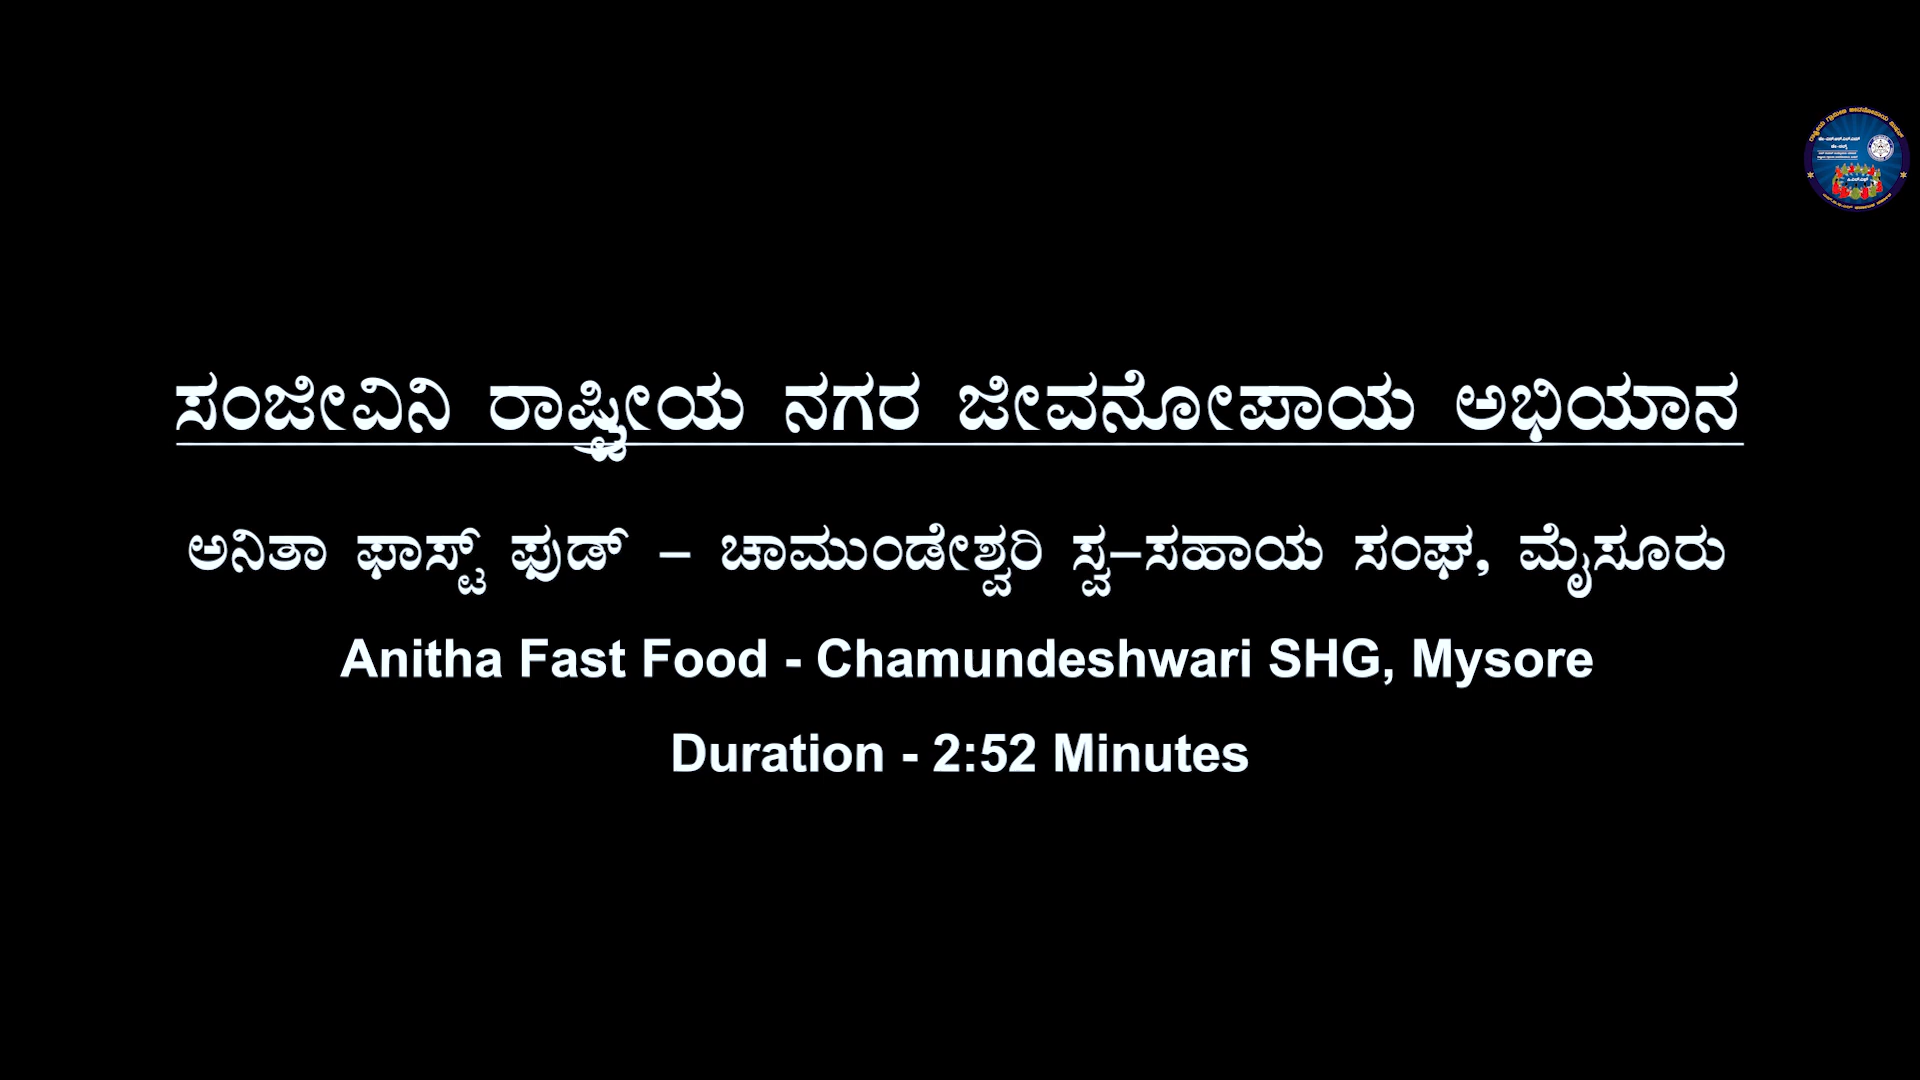 ಸಂಜೀವಿನಿ ರಾಷ್ಟ್ರೀಯ ನಗರ ಜೀವನೋಪಾಯ ಅಭಿಯಾನ
ಅನಿತಾ ಫಾಸ್ಟ್ ಫುಡ್ – ಚಾಮುಂಡೇಶ್ವರಿ ಸ್ವ–ಸಹಾಯ ಸಂಘ, ಮೈಸೂರು
Anitha Fast Food - Chamundeshwari SHG, Mysore
Duration - 2:52 Minutes